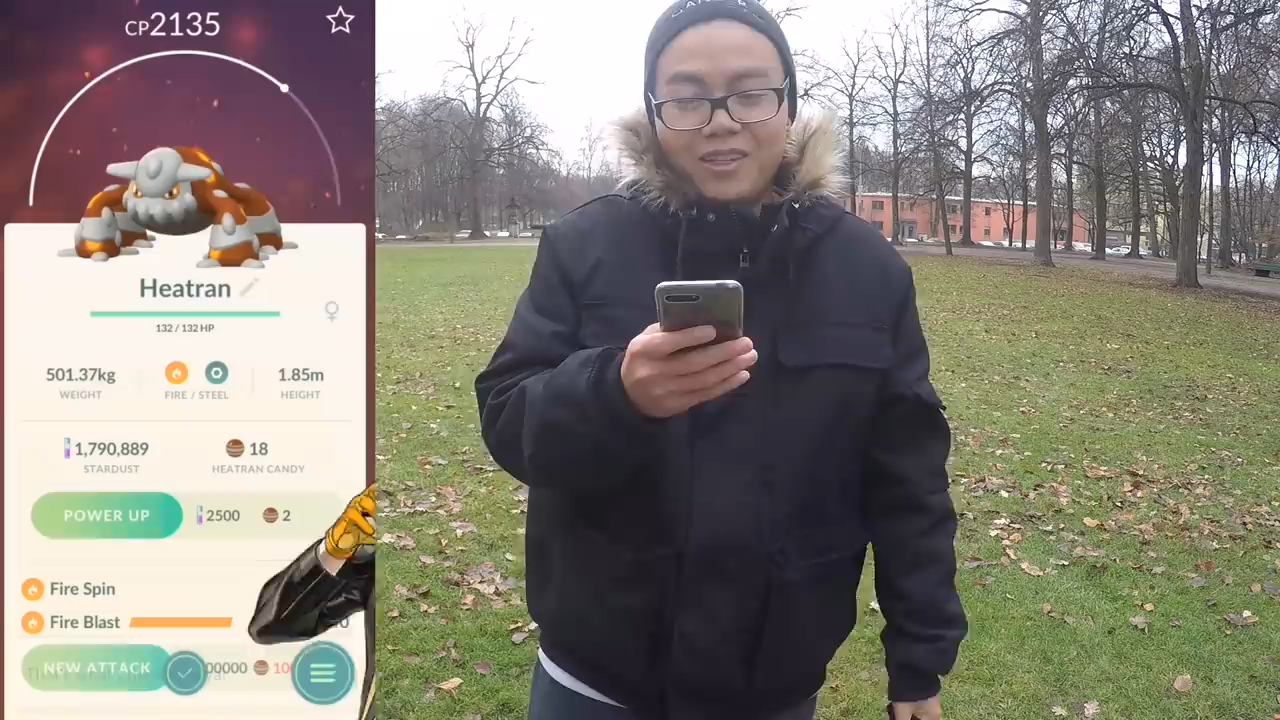 CP2135
Heatran
132 / 132 HP
501.37kg
WEIGHT
FIRE / STEEL
1.85m
HEIGHT
1,790,889
STARDUST
18
HEATRAN CANDY
POWER UP
2500
2
Fire Spin
Fire Blast
NEW ATTACK